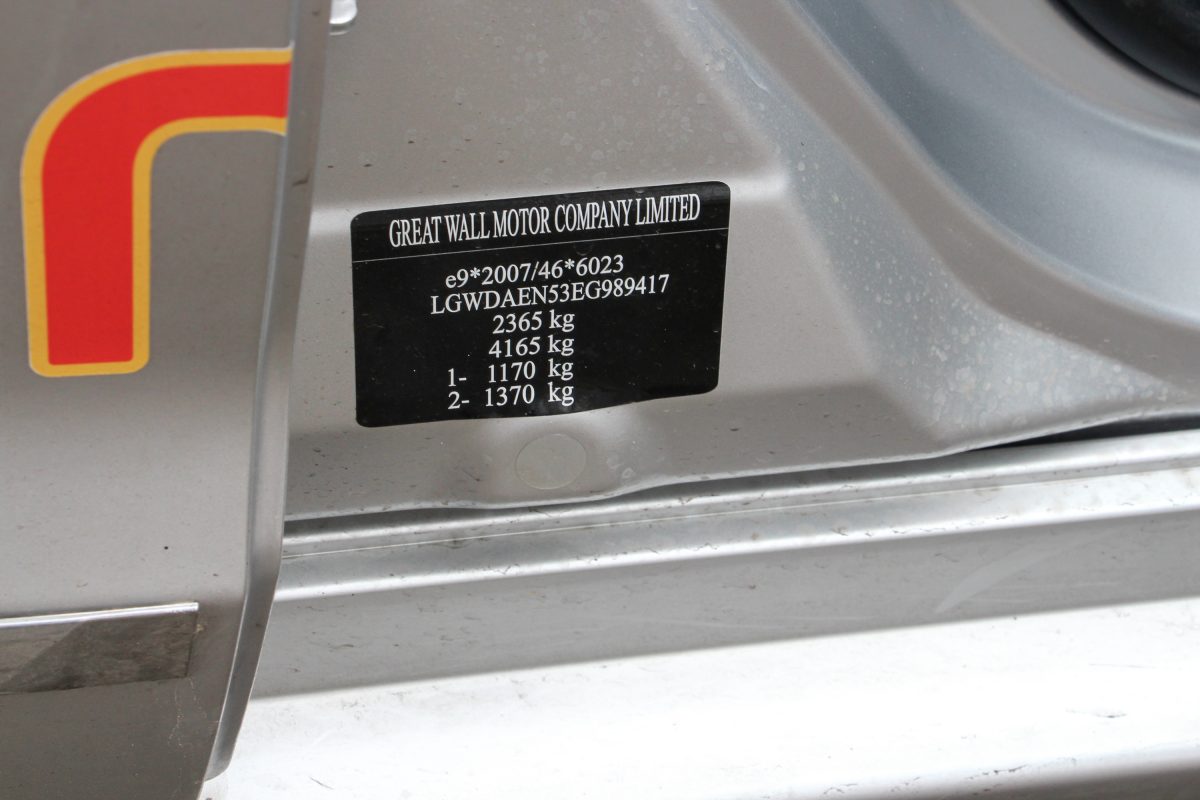 GREAT WALL MOTOR COMPANY LIMITED
e9*2007/46*6023
LGWDAEN53EG989417
2365 kg
4165 kg
1- 1170 kg
2- 1370 kg